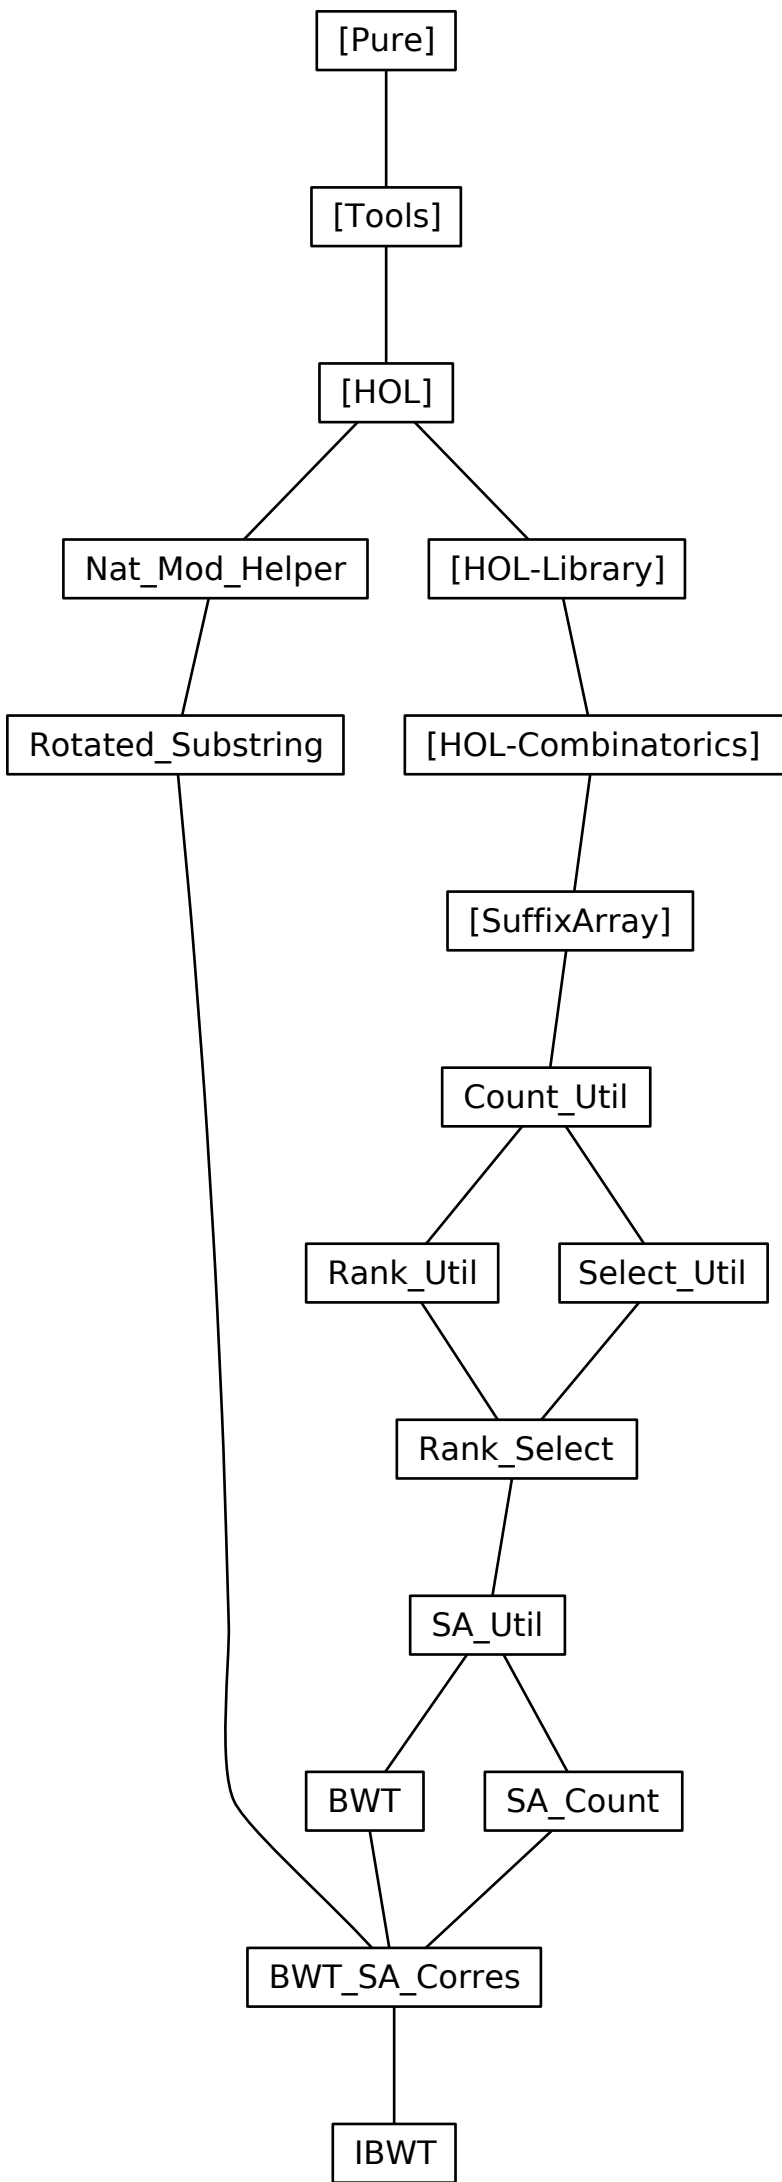 [Pure]
[Tools]
[HOL]
Nat_Mod_Helper
[HOL-Library]
Rotated_Substring
[HOL-Combinatorics]
[SuffixArray]
Count_Util
Rank_Util
Select_Util
Rank_Select
SA_Util
BWT
SA_Count
BWT_SA_Corres
IBWT